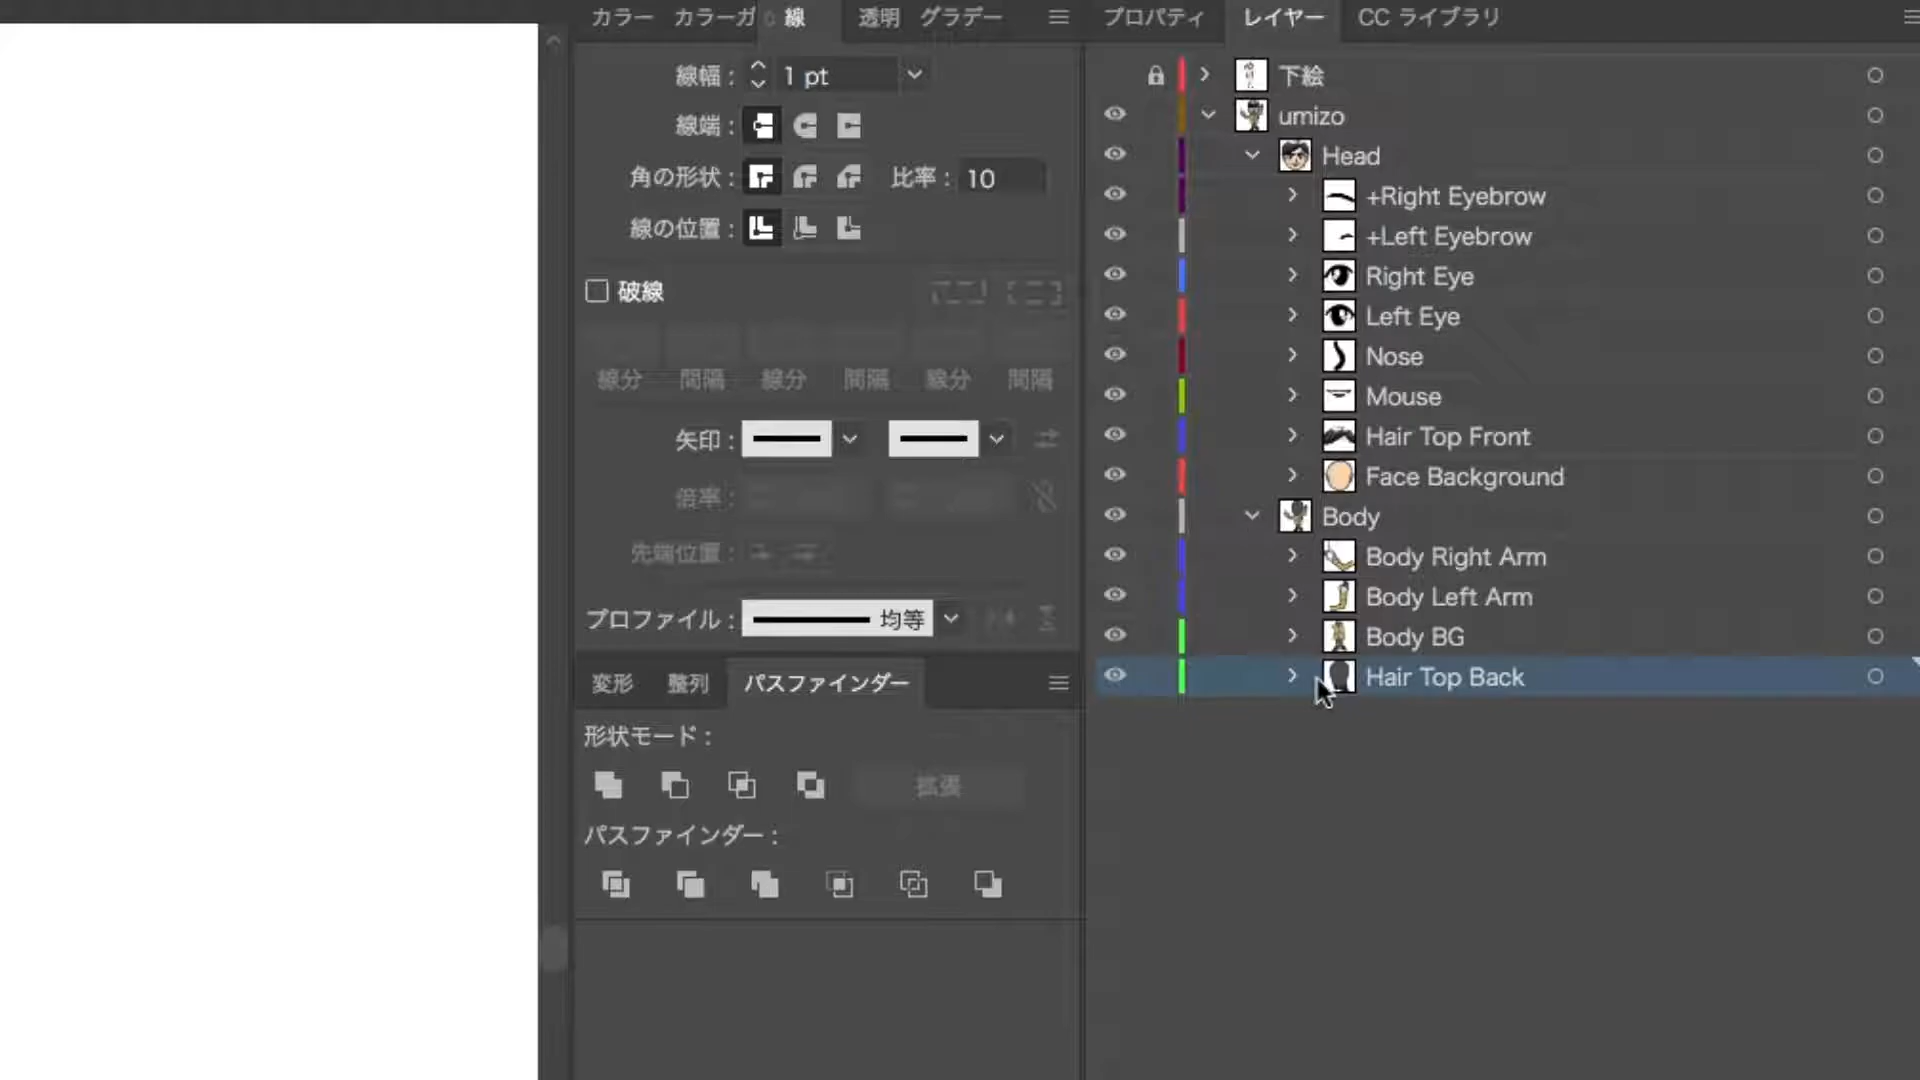 カラー カラーガ 線 透明 グラデー
線幅： 1 pt
線端：
角の形状： 比率： 10
線の位置：
破線
線分 間隔 線分 間隔 線分 間隔
矢印：
倍率：
先端位置：
プロファイル： 均等
変形 整列 パスファインダー
形状モード：
拡張
パスファインダー：
プロパティ レイヤー CC ライブラリ
下絵
umizo
Head
+Right Eyebrow
+Left Eyebrow
Right Eye
Left Eye
Nose
Mouse
Hair Top Front
Face Background
Body
Body Right Arm
Body Left Arm
Body BG
Hair Top Back